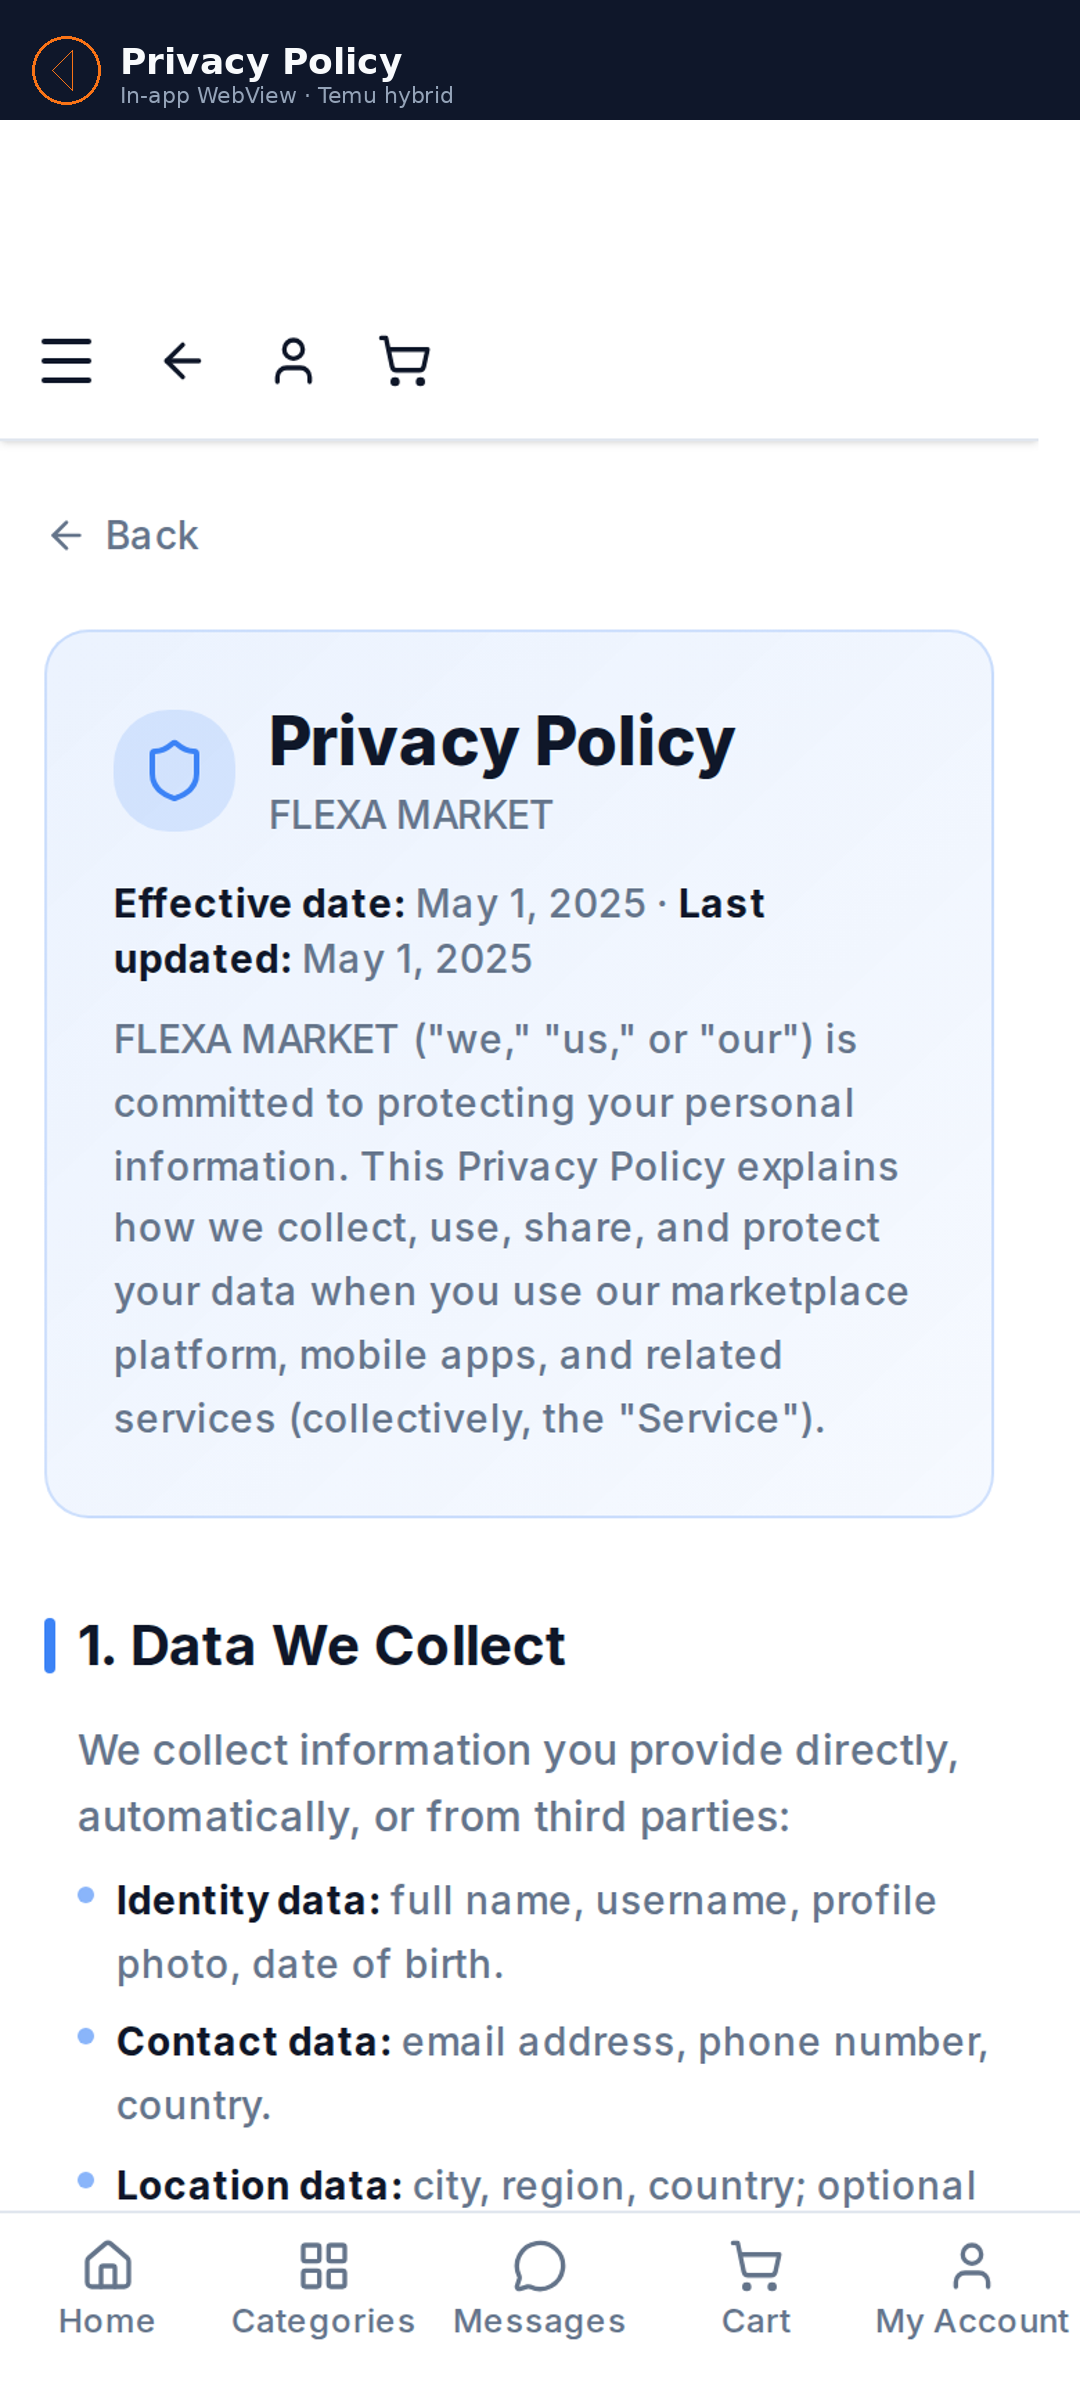 Privacy Policy
In-app WebView · Temu hybrid
Back
Privacy Policy
FLEXA MARKET
Effective date: May 1, 2025 · Last
updated: May 1, 2025
FLEXA MARKET ("we," "us," or "our") is
committed to protecting your personal
information. This Privacy Policy explains
how we collect, use, share, and protect
your data when you use our marketplace
platform, mobile apps, and related
services (collectively, the "Service").
1. Data We Collect
We collect information you provide directly,
automatically, or from third parties:
Identity data: full name, username, profile
photo, date of birth.
Contact data: email address, phone number,
country.
Location data: city, region, country; optional
Home
Categories
Messages
Cart
My Account